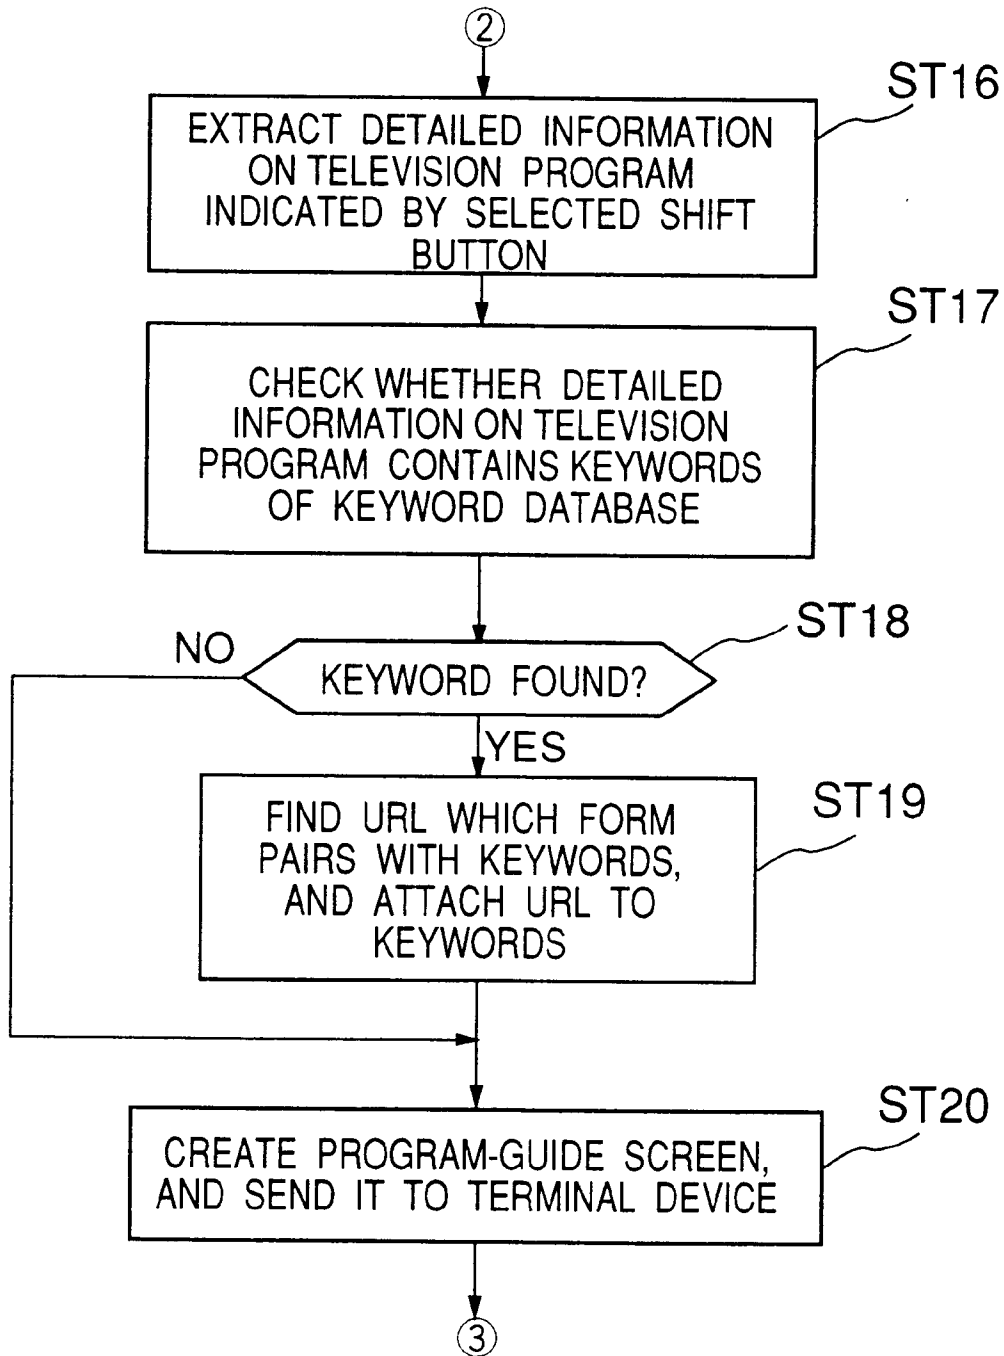 2
ST16
EXTRACT DETAILED INFORMATION
ON TELEVISION PROGRAM
INDICATED BY SELECTED SHIFT
BUTTON
ST17
CHECK WHETHER DETAILED
INFORMATION ON TELEVISION
PROGRAM CONTAINS KEYWORDS
OF KEYWORD DATABASE
ST18
NO
KEYWORD FOUND?
YES
ST19
FIND URL WHICH FORM
PAIRS WITH KEYWORDS,
AND ATTACH URL TO
KEYWORDS
ST20
CREATE PROGRAM-GUIDE SCREEN,
AND SEND IT TO TERMINAL DEVICE
3